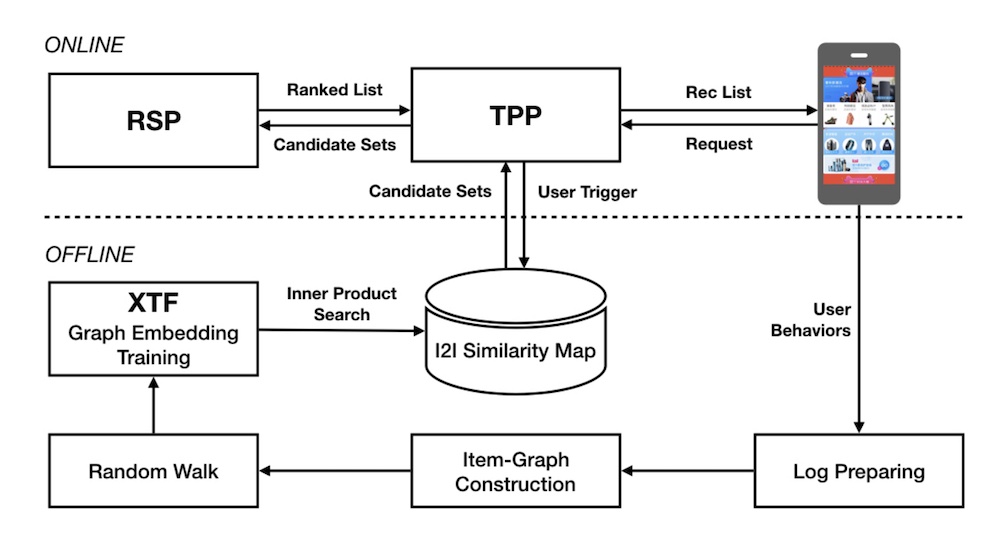 ONLINE
RSP
Ranked List
Candidate Sets
TPP
Rec List
Request
Candidate Sets
User Trigger
OFFLINE
XTF
Graph Embedding
Training
Inner Product
Search
I2I Similarity Map
User
Behaviors
Random Walk
Item-Graph
Construction
Log Preparing